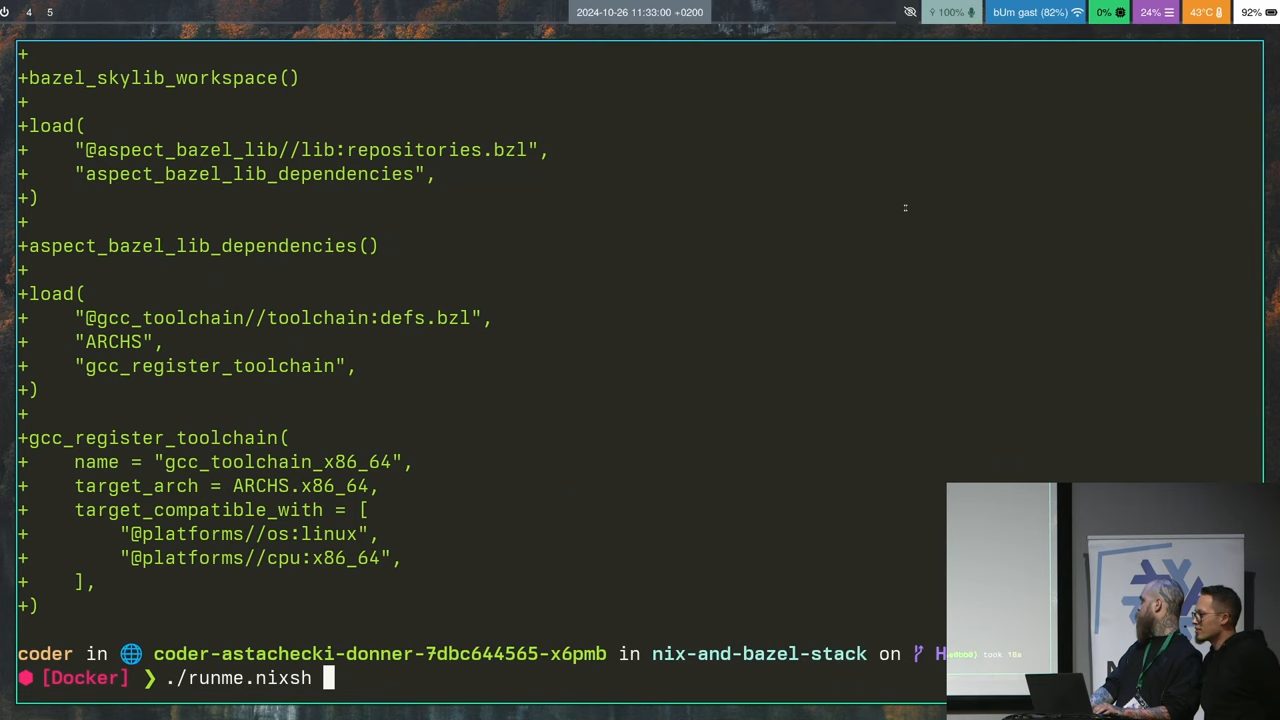 4 5 2024-10-26 11:33:00 +0200 100% bUm gast (82%) 0% 24% 43°C 92%
+
+bazel_skylib_workspace()
+
+load(
+    "@aspect_bazel_lib//lib:repositories.bzl",
+    "aspect_bazel_lib_dependencies",
+)
+
+aspect_bazel_lib_dependencies()
+
+load(
+    "@gcc_toolchain//toolchain:defs.bzl",
+    "ARCHS",
+    "gcc_register_toolchain",
+)
+
+gcc_register_toolchain(
+    name = "gcc_toolchain_x86_64",
+    target_arch = ARCHS.x86_64,
+    target_compatible_with = [
+        "@platforms//os:linux",
+        "@platforms//cpu:x86_64",
+    ],
+)
coder in 🌐 coder-astachecki-donner-7dbc644565-x6pmb in nix-and-bazel-stack on
[Docker] ❯ ./runme.nixsh